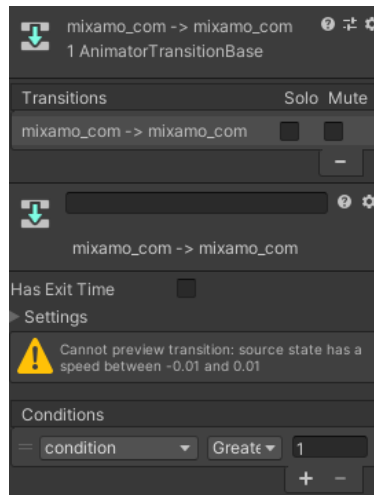 mixamo_com -> mixamo_com
1 AnimatorTransitionBase
Transitions Solo Mute
mixamo_com -> mixamo_com
mixamo_com -> mixamo_com
Has Exit Time
Settings
Cannot preview transition: source state has a
speed between -0.01 and 0.01
Conditions
condition Greate 1